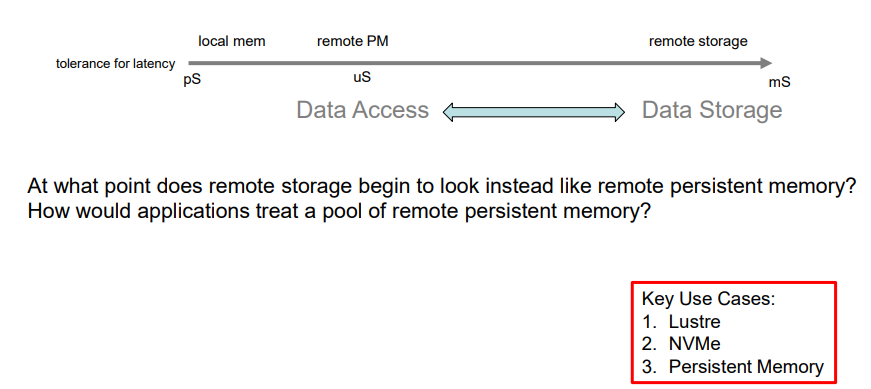 local mem remote PM remote storage
tolerance for latency
pS uS mS
Data Access Data Storage
At what point does remote storage begin to look instead like remote persistent memory?
How would applications treat a pool of remote persistent memory?
Key Use Cases:
1. Lustre
2. NVMe
3. Persistent Memory